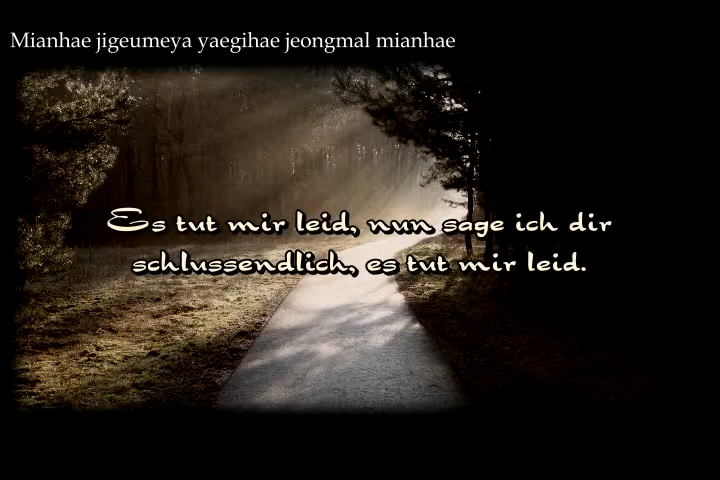 Mianhae jigeumeya yaegihae jeongmal mianhae
Es tut mir leid, nun sage ich dir
schlussendlich, es tut mir leid.